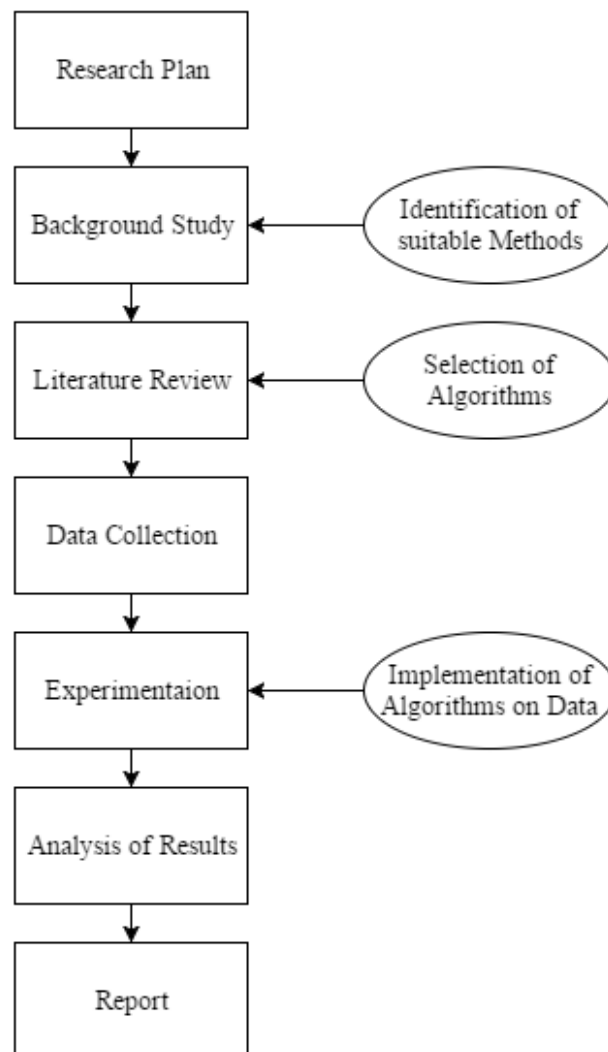 Research Plan
Background Study
Identification of
suitable Methods
Literature Review
Selection of
Algorithms
Data Collection
Experimentaion
Implementation of
Algorithms on Data
Analysis of Results
Report